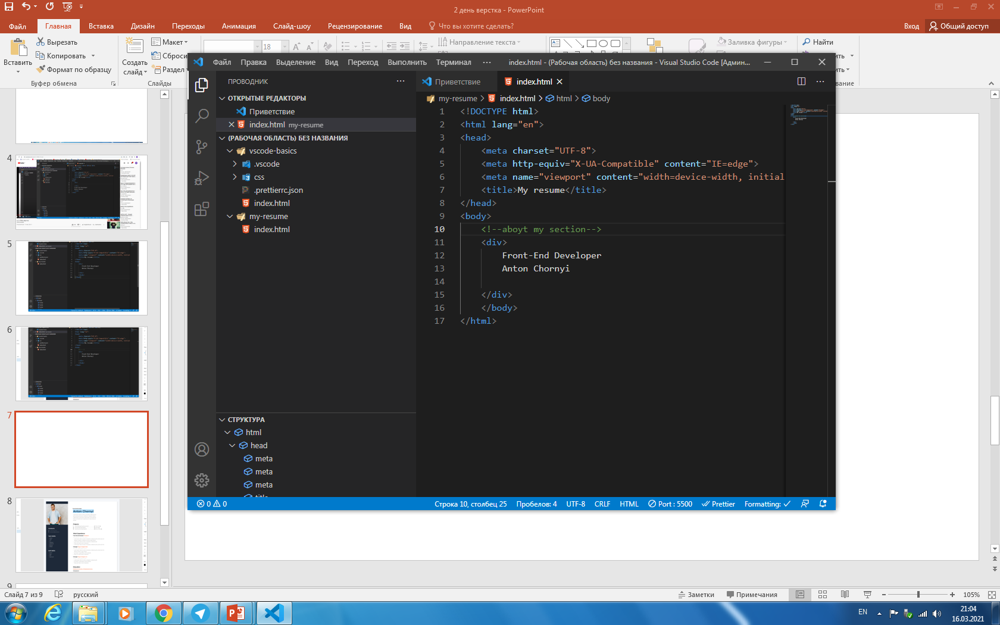 2 день верстка - PowerPoint
Файл Главная Вставка Дизайн Переходы Анимация Слайд-шоу Рецензирование Вид Что вы хотите сделать? Вход Общий доступ
Вставить
Вырезать
Копировать
Формат по образцу
Буфер обмена
Создать слайд
Макет
Сброси
Раздел
Слайды
18
Направление текста
Заливка фигуры
Найти
ить
ить
вание
Файл Правка Выделение Вид Переход Выполнить Терминал ··· index.html - (Рабочая область) без названия - Visual Studio Code [Админ...
ПРОВОДНИК
ОТКРЫТЫЕ РЕДАКТОРЫ
Приветствие
index.html my-resume
(РАБОЧАЯ ОБЛАСТЬ) БЕЗ НАЗВАНИЯ
vscode-basics
.vscode
css
.prettierrc.json
index.html
my-resume
index.html
СТРУКТУРА
html
head
meta
meta
meta
title
Приветствие index.html
my-resume > index.html > html > body
1 <!DOCTYPE html>
2 <html lang="en">
3 <head>
4 <meta charset="UTF-8">
5 <meta http-equiv="X-UA-Compatible" content="IE=edge">
6 <meta name="viewport" content="width=device-width, initial
7 <title>My resume</title>
8 </head>
9 <body>
10 <!--aboyt my section-->
11 <div>
12 Front-End Developer
13 Anton Chornyi
14
15 </div>
16 </body>
17 </html>
0 0 Строка 10, столбец 25 Пробелов: 4 UTF-8 CRLF HTML Port : 5500 Prettier Formatting: ✓
4
5
6
7
8
Anton Chornyi
9
Слайд 7 из 9 русский Заметки Примечания 105%
EN 21:04
16.03.2021